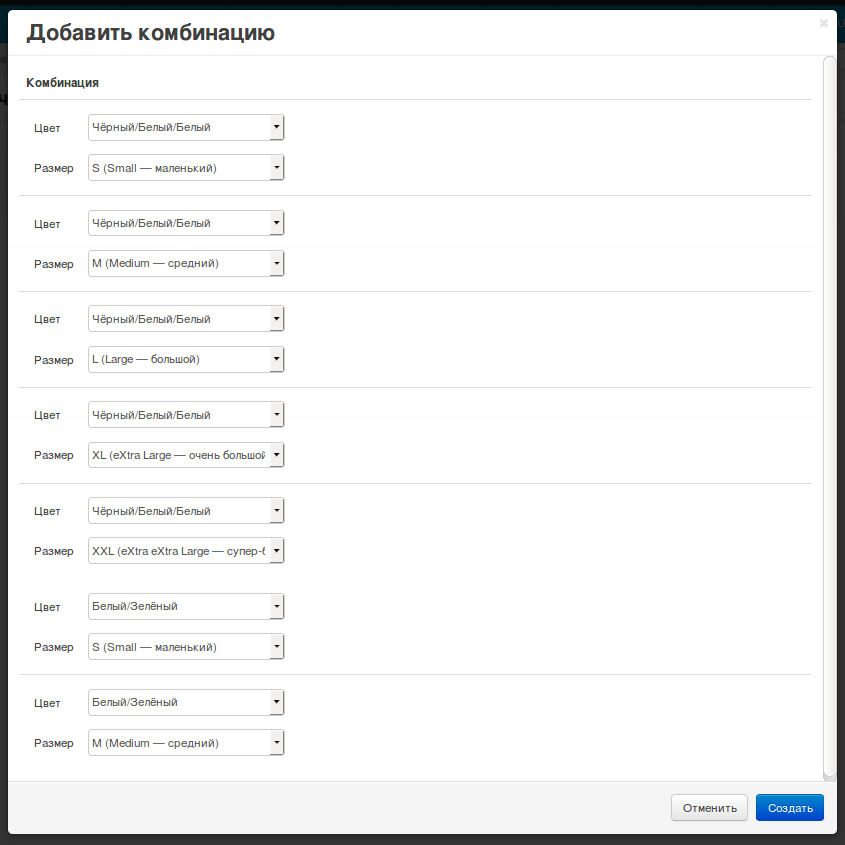 Добавить комбинацию
×
Комбинация
Цвет Чёрный/Белый/Белый
Размер S (Small — маленький)
Цвет Чёрный/Белый/Белый
Размер M (Medium — средний)
Цвет Чёрный/Белый/Белый
Размер L (Large — большой)
Цвет Чёрный/Белый/Белый
Размер XL (eXtra Large — очень большой
Цвет Чёрный/Белый/Белый
Размер XXL (eXtra eXtra Large — супер-б
Цвет Белый/Зелёный
Размер S (Small — маленький)
Цвет Белый/Зелёный
Размер M (Medium — средний)
Отменить Создать